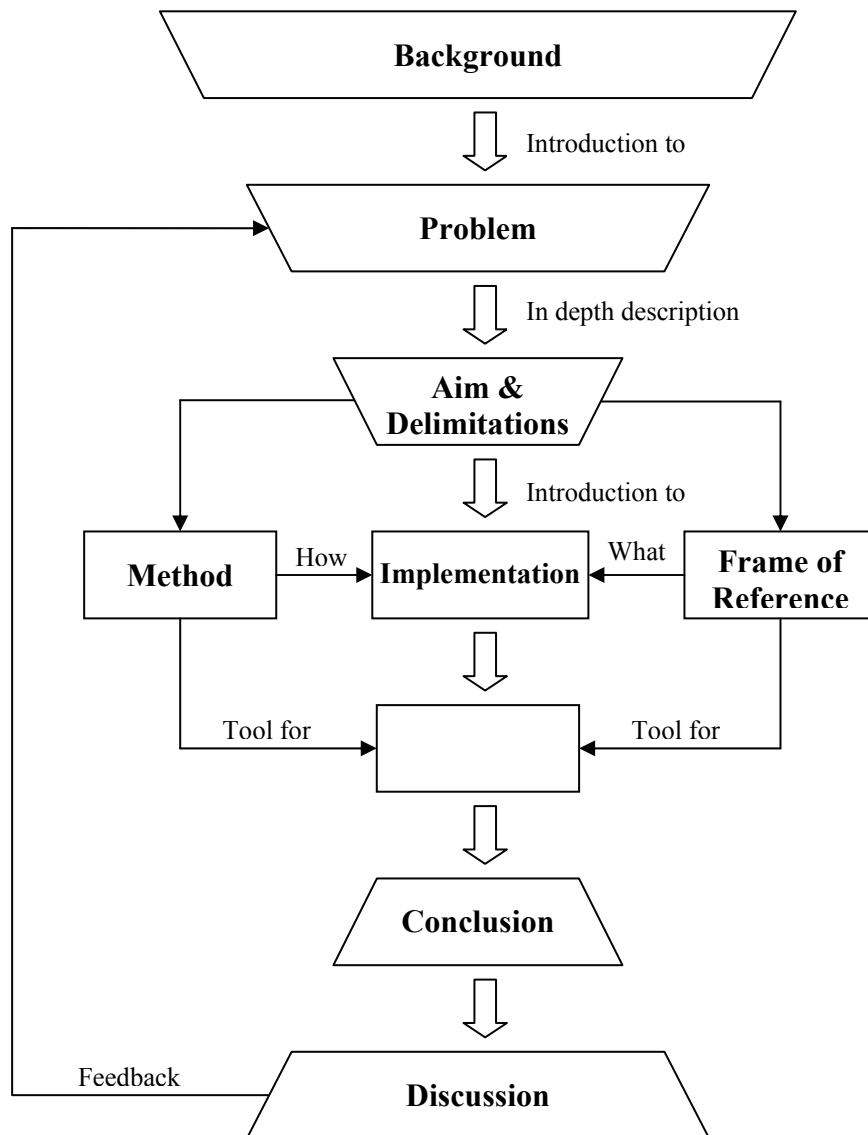 Background
Introduction to
Problem
In depth description
Aim &
Delimitations
Introduction to
Method
How
Implementation
What
Frame of
Reference
Tool for
Tool for
Conclusion
Feedback
Discussion